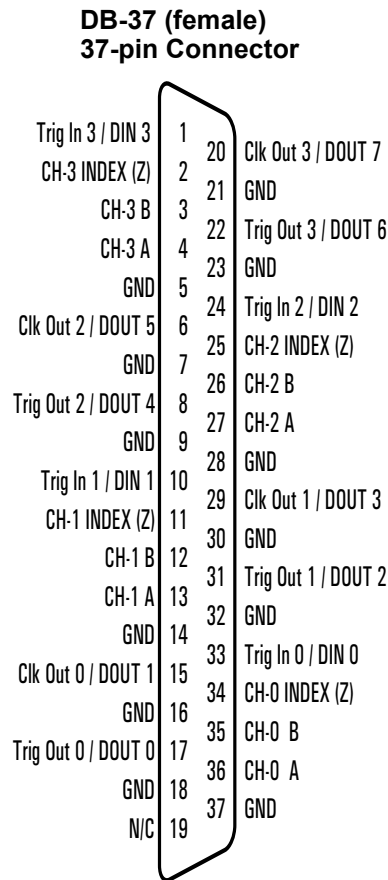 DB-37 (female)
37-pin Connector
Trig In 3 / DIN 3 1
CH-3 INDEX (Z) 2
CH-3 B 3
CH-3 A 4
GND 5
Clk Out 2 / DOUT 5 6
GND 7
Trig Out 2 / DOUT 4 8
GND 9
Trig In 1 / DIN 1 10
CH-1 INDEX (Z) 11
CH-1 B 12
CH-1 A 13
GND 14
Clk Out 0 / DOUT 1 15
GND 16
Trig Out 0 / DOUT 0 17
GND 18
N/C 19
20 Clk Out 3 / DOUT 7
21 GND
22 Trig Out 3 / DOUT 6
23 GND
24 Trig In 2 / DIN 2
25 CH-2 INDEX (Z)
26 CH-2 B
27 CH-2 A
28 GND
29 Clk Out 1 / DOUT 3
30 GND
31 Trig Out 1 / DOUT 2
32 GND
33 Trig In 0 / DIN 0
34 CH-0 INDEX (Z)
35 CH-0 B
36 CH-0 A
37 GND